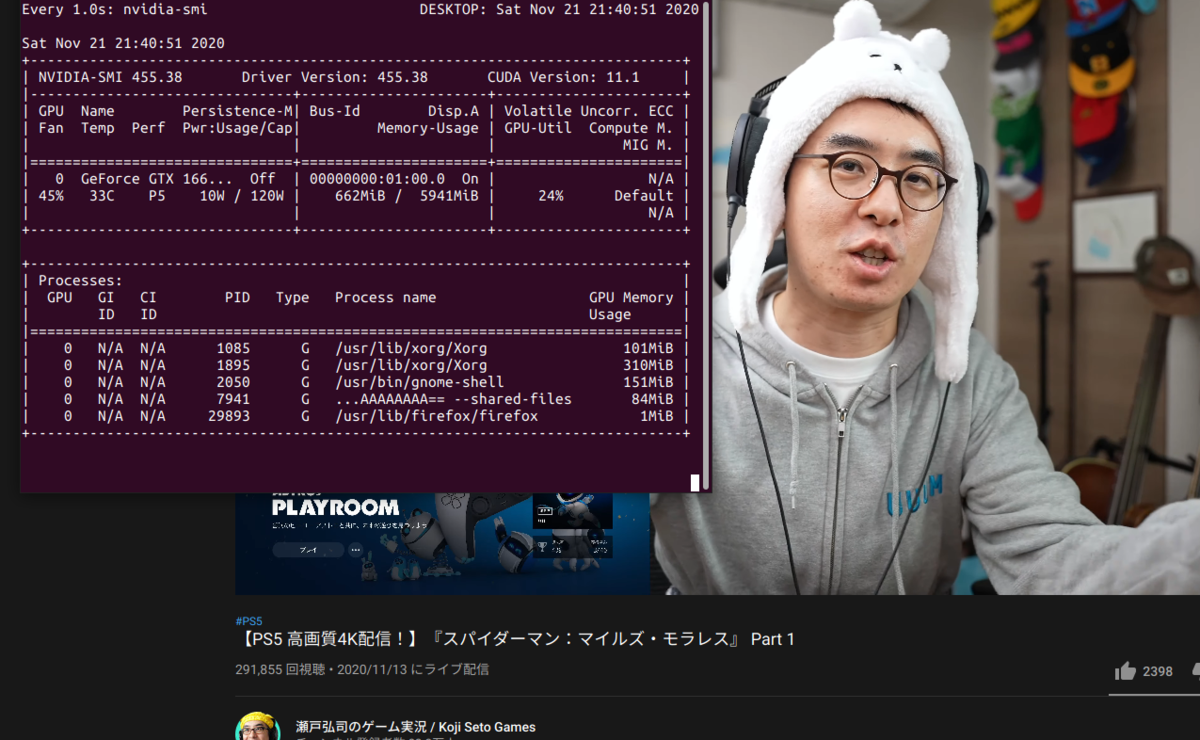 Every 1.0s: nvidia-smi DESKTOP: Sat Nov 21 21:40:51 2020
Sat Nov 21 21:40:51 2020
NVIDIA-SMI 455.38 Driver Version: 455.38 CUDA Version: 11.1
GPU Name Persistence-M| Bus-Id Disp.A | Volatile Uncorr. ECC
Fan Temp Perf Pwr:Usage/Cap| Memory-Usage | GPU-Util Compute M.
MIG M.
0 GeForce GTX 166... Off | 00000000:01:00.0 On | N/A
45% 33C P5 10W / 120W | 662MiB / 5941MiB | 24% Default
N/A
Processes:
GPU GI CI PID Type Process name GPU Memory
ID ID Usage
0 N/A N/A 1085 G /usr/lib/xorg/Xorg 101MiB
0 N/A N/A 1895 G /usr/lib/xorg/Xorg 310MiB
0 N/A N/A 2050 G /usr/bin/gnome-shell 151MiB
0 N/A N/A 7941 G ...AAAAAAAA== --shared-files 84MiB
0 N/A N/A 29893 G /usr/lib/firefox/firefox 1MiB
PLAYROOM
プレイ
#PS5
【PS5 高画質4K配信！】『スパイダーマン：マイルズ・モラレス』 Part 1
291,855 回視聴・2020/11/13 にライブ配信
2398
瀬戸弘司のゲーム実況 / Koji Seto Games